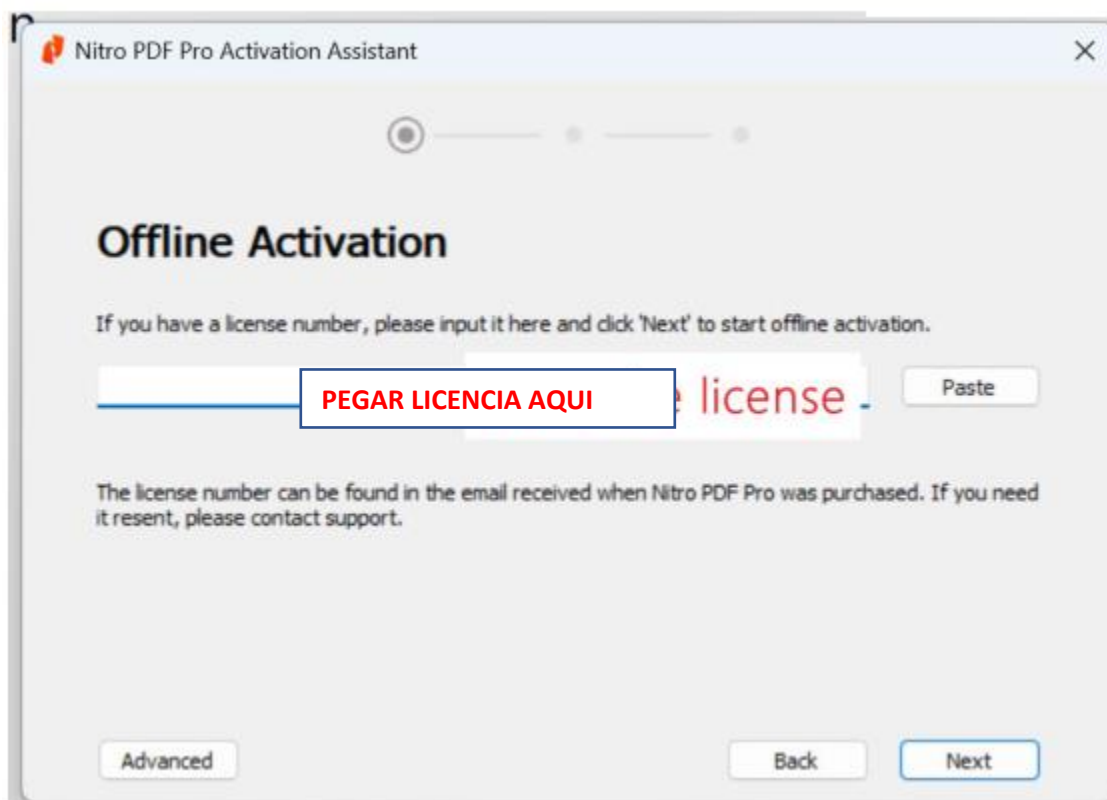 n
Nitro PDF Pro Activation Assistant
Offline Activation
If you have a license number, please input it here and click 'Next' to start offline activation.
PEGAR LICENCIA AQUI
license
Paste
The license number can be found in the email received when Nitro PDF Pro was purchased. If you need
it resent, please contact support.
Advanced
Back
Next